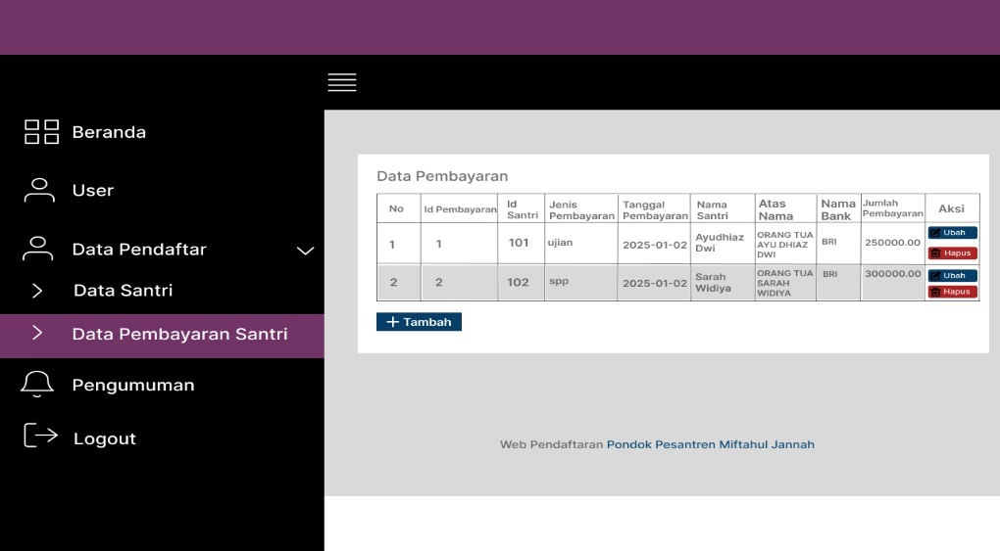 Beranda
User
Data Pendaftar
Data Santri
Data Pembayaran Santri
Pengumuman
Logout
Data Pembayaran
No Id Pembayaran Id Santri Jenis Pembayaran Tanggal Pembayaran Nama Santri Atas Nama Nama Bank Jumlah Pembayaran Aksi
1 1 101 ujian 2025-01-02 Ayudhiaz Dwi ORANG TUA AYU DHIAZ DWI BRI 250000.00 Ubah Hapus
2 2 102 spp 2025-01-02 Sarah Widiya ORANG TUA SARAH WIDIYA BRI 300000.00 Ubah Hapus
+ Tambah
Web Pendaftaran Pondok Pesantren Miftahul Jannah